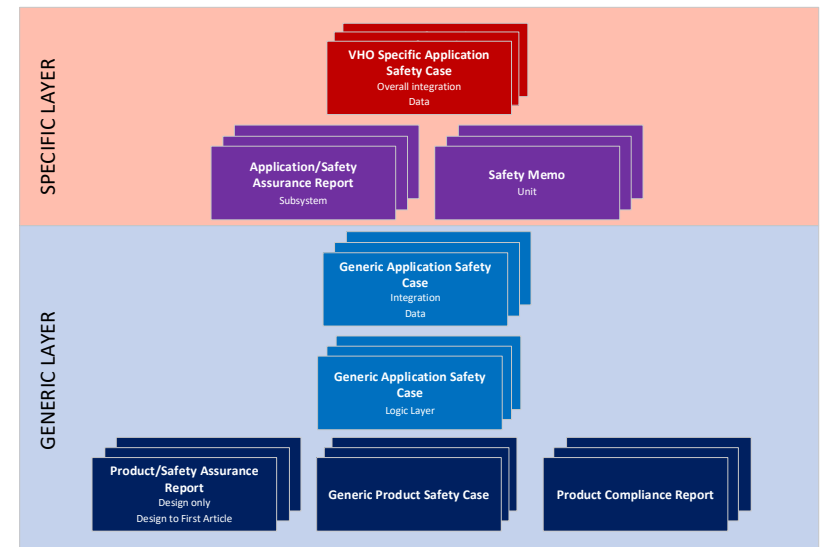 SPECIFIC LAYER
VHO Specific Application
Safety Case
Overall integration
Data
Application/Safety
Assurance Report
Subsystem
Safety Memo
Unit
GENERIC LAYER
Generic Application Safety
Case
Integration
Data
Generic Application Safety
Case
Logic Layer
Product/Safety Assurance
Report
Design only
Design to First Article
Generic Product Safety Case
Product Compliance Report